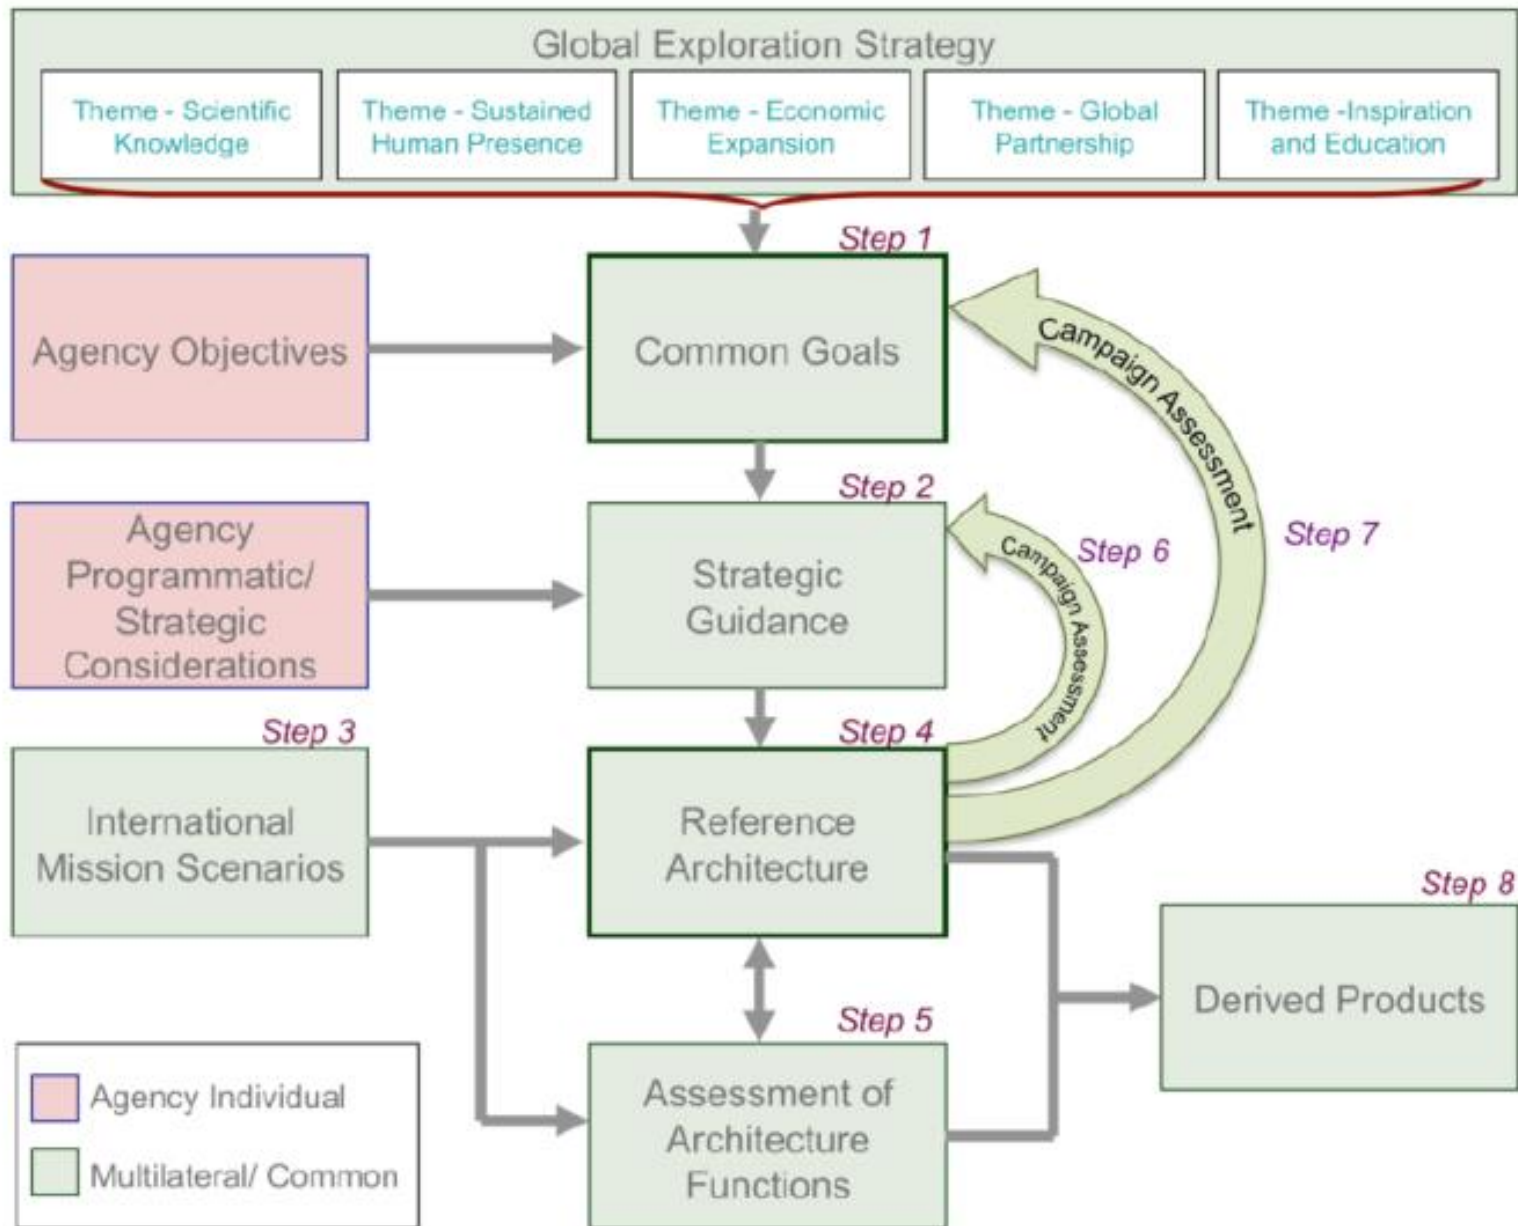 Global Exploration Strategy
Theme - Scientific
Knowledge
Theme - Sustained
Human Presence
Theme - Economic
Expansion
Theme - Global
Partnership
Theme -Inspiration
and Education
Step 1
Agency Objectives
Common Goals
Campaign Assessment
Step 2
Agency
Programmatic/
Strategic
Considerations
Strategic
Guidance
Campaign Assessment
Step 6
Step 7
Step 3
International
Mission Scenarios
Step 4
Reference
Architecture
Step 8
Derived Products
Step 5
Assessment of
Architecture
Functions
Agency Individual
Multilateral/ Common